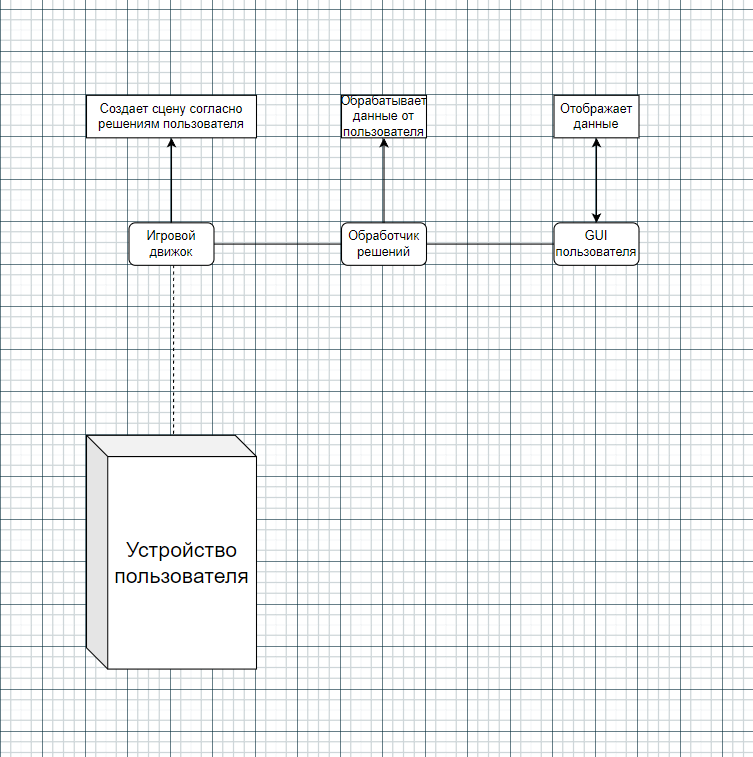 Создает сцену согласно
решениям пользователя
Обрабатывает
данные от
пользователя
Отображает
данные
Игровой
движок
Обработчик
решений
GUI
пользователя
Устройство
пользователя